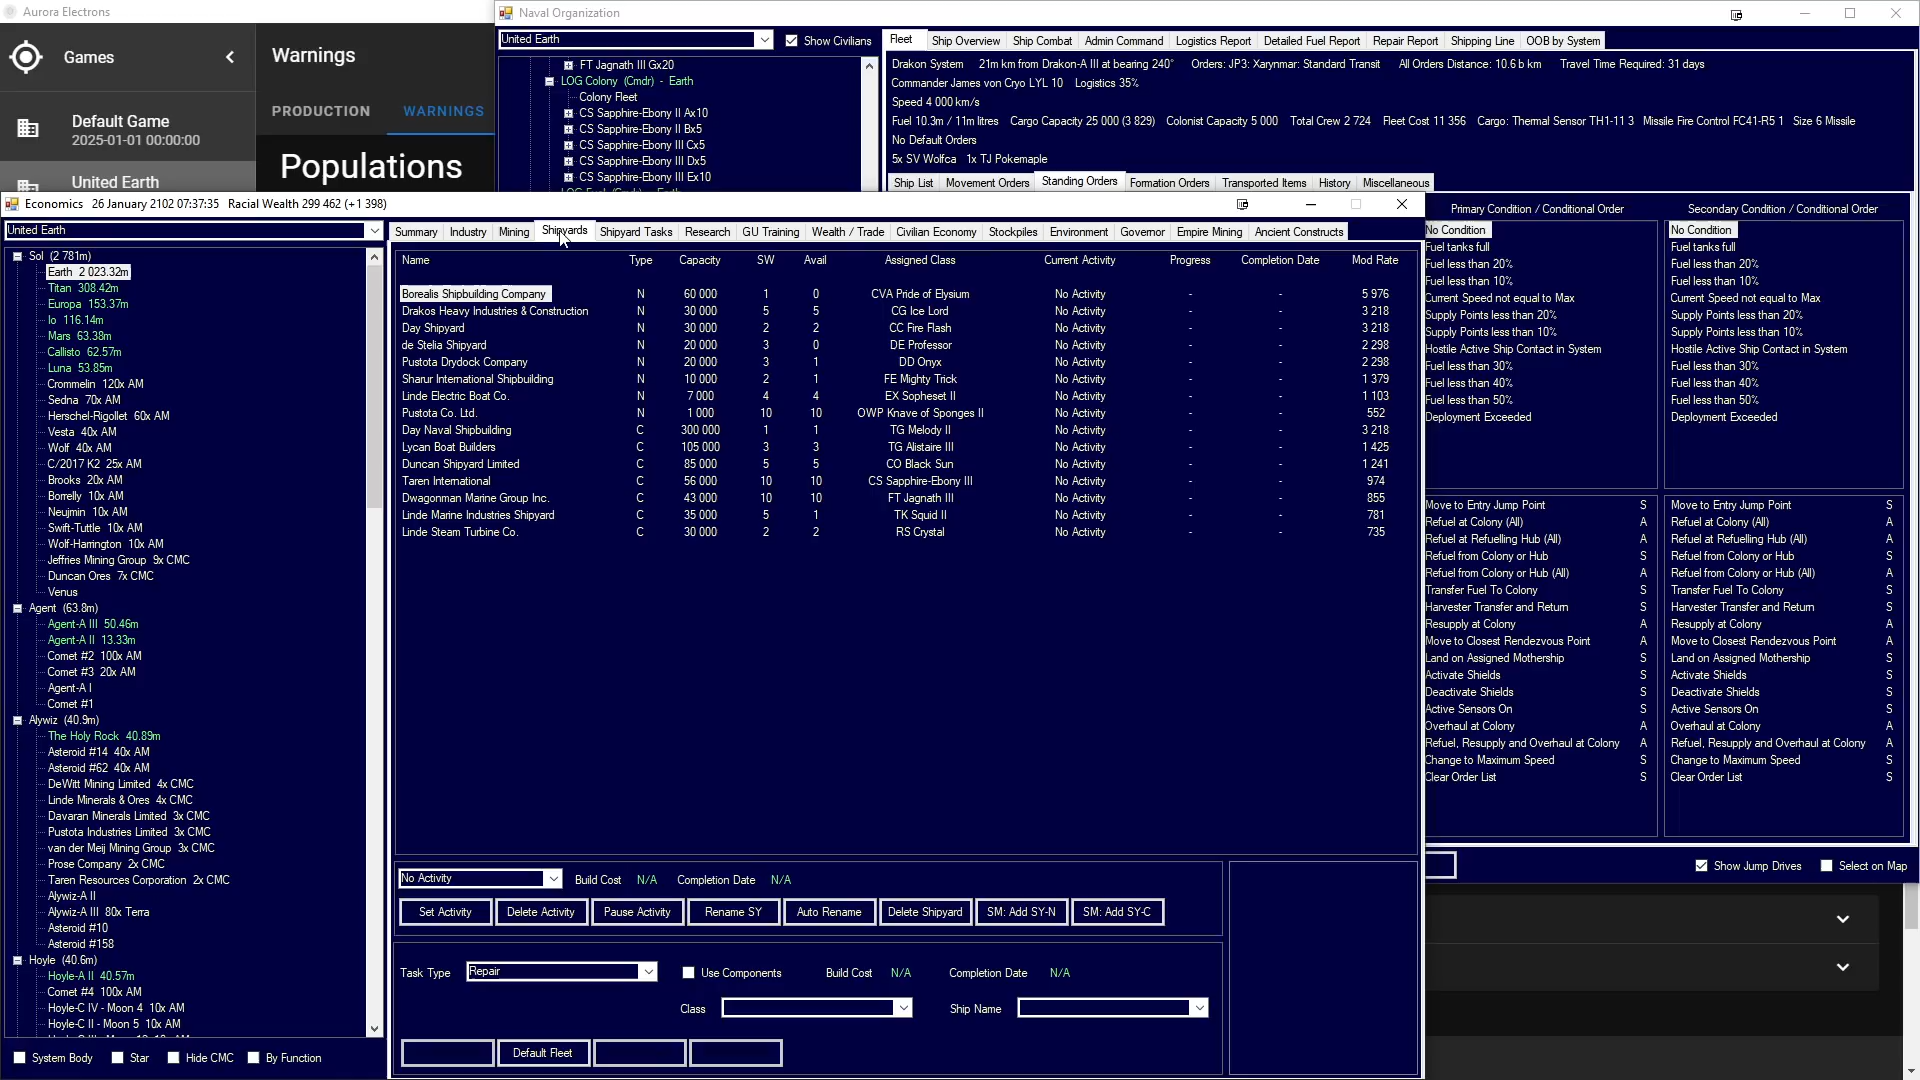 Aurora Electrons
Games
Default Game
2025-01-01 00:00:00
United Earth
Warnings
PRODUCTION WARNINGS
Populations
Naval Organization
United Earth
Show Civilians
FT Jagnath III Gx20
LOG Colony (Cmdr) - Earth
Colony Fleet
CS Sapphire-Ebony II Ax10
CS Sapphire-Ebony II Bx5
CS Sapphire-Ebony III Cx5
CS Sapphire-Ebony III Dx5
CS Sapphire-Ebony III Ex10
Fleet Ship Overview Ship Combat Admin Command Logistics Report Detailed Fuel Report Repair Report Shipping Line OOB by System
Drakon System 21m km from Drakon-A III at bearing 240° Orders: JP3: Xarynmar: Standard Transit All Orders Distance: 10.6 b km Travel Time Required: 31 days
Commander James von Cryo LYL 10 Logistics 35%
Speed 4 000 km/s
Fuel 10.3m / 11m litres Cargo Capacity 25 000 (3 829) Colonist Capacity 5 000 Total Crew 2 724 Fleet Cost 11 356 Cargo: Thermal Sensor TH1-11 3 Missile Fire Control FC41-R5 1 Size 6 Missile
No Default Orders
5x SV Wolfca 1x TJ Pokemaple
Ship List Movement Orders Standing Orders Formation Orders Transported Items History Miscellaneous
Economics 26 January 2102 07:37:35 Racial Wealth 299 462 (+1 398)
United Earth
Sol (2 781m)
Earth 2 023.32m
Titan 308.42m
Europa 153.37m
Io 116.14m
Mars 63.38m
Callisto 62.57m
Luna 53.85m
Crommelin 120x AM
Sedna 70x AM
Herschel-Rigollet 60x AM
Vesta 40x AM
Wolf 40x AM
C/2017 K2 25x AM
Brooks 20x AM
Borrelly 10x AM
Neujmin 10x AM
Swift-Tuttle 10x AM
Wolf-Harrington 10x AM
Jeffries Mining Group 9x CMC
Duncan Ores 7x CMC
Venus
Agent (63.8m)
Agent-A III 50.46m
Agent-A II 13.33m
Comet #2 100x AM
Comet #3 20x AM
Agent-A I
Comet #1
Alywiz (40.9m)
The Holy Rock 40.89m
Asteroid #14 40x AM
Asteroid #62 40x AM
DeWitt Mining Limited 4x CMC
Linde Minerals & Ores 4x CMC
Davaran Minerals Limited 3x CMC
Pustota Industries Limited 3x CMC
van der Meij Mining Group 3x CMC
Prose Company 2x CMC
Taren Resources Corporation 2x CMC
Alywiz-A II
Alywiz-A III 80x Terra
Asteroid #10
Asteroid #158
Hoyle (40.6m)
Hoyle-A II 40.57m
Comet #4 100x AM
Hoyle-C IV - Moon 4 10x AM
Hoyle-C II - Moon 5 10x AM
System Body Star Hide CMC By Function
Summary Industry Mining Shipyards Shipyard Tasks Research GU Training Wealth / Trade Civilian Economy Stockpiles Environment Governor Empire Mining Ancient Constructs
Name Type Capacity SW Avail Assigned Class Current Activity Progress Completion Date Mod Rate
Borealis Shipbuilding Company N 60 000 1 0 CVA Pride of Elysium No Activity - - 5 976
Drakos Heavy Industries & Construction N 30 000 5 5 CG Ice Lord No Activity - - 3 218
Day Shipyard N 30 000 2 2 CC Fire Flash No Activity - - 3 218
de Stelia Shipyard N 20 000 3 0 DE Professor No Activity - - 2 298
Pustota Drydock Company N 20 000 3 1 DD Onyx No Activity - - 2 298
Sharur International Shipbuilding N 10 000 2 1 FE Mighty Trick No Activity - - 1 379
Linde Electric Boat Co. N 7 000 4 4 EX Sopheset II No Activity - - 1 103
Pustota Co. Ltd. N 1 000 10 10 OWP Knave of Sponges II No Activity - - 552
Day Naval Shipbuilding C 300 000 1 1 TG Melody II No Activity - - 3 218
Lycan Boat Builders C 105 000 3 3 TG Alistaire III No Activity - - 1 425
Duncan Shipyard Limited C 85 000 5 5 CO Black Sun No Activity - - 1 241
Taren International C 56 000 10 10 CS Sapphire-Ebony III No Activity - - 974
Dwagonman Marine Group Inc. C 43 000 10 10 FT Jagnath III No Activity - - 855
Linde Marine Industries Shipyard C 35 000 5 1 TK Squid II No Activity - - 781
Linde Steam Turbine Co. C 30 000 2 2 RS Crystal No Activity - - 735
No Activity Build Cost N/A Completion Date N/A
Set Activity Delete Activity Pause Activity Rename SY Auto Rename Delete Shipyard SM: Add SY-N SM: Add SY-C
Task Type Repair Use Components Build Cost N/A Completion Date N/A
Class Ship Name
Default Fleet
Primary Condition / Conditional Order Secondary Condition / Conditional Order
No Condition No Condition
Fuel tanks full Fuel tanks full
Fuel less than 20% Fuel less than 20%
Fuel less than 10% Fuel less than 10%
Current Speed not equal to Max Current Speed not equal to Max
Supply Points less than 20% Supply Points less than 20%
Supply Points less than 10% Supply Points less than 10%
Hostile Active Ship Contact in System Hostile Active Ship Contact in System
Fuel less than 30% Fuel less than 30%
Fuel less than 40% Fuel less than 40%
Fuel less than 50% Fuel less than 50%
Deployment Exceeded Deployment Exceeded
Move to Entry Jump Point S Move to Entry Jump Point S
Refuel at Colony (All) A Refuel at Colony (All) A
Refuel at Refuelling Hub (All) A Refuel at Refuelling Hub (All) A
Refuel from Colony or Hub S Refuel from Colony or Hub S
Refuel from Colony or Hub (All) A Refuel from Colony or Hub (All) A
Transfer Fuel To Colony S Transfer Fuel To Colony S
Harvester Transfer and Return S Harvester Transfer and Return S
Resupply at Colony A Resupply at Colony A
Move to Closest Rendezvous Point A Move to Closest Rendezvous Point A
Land on Assigned Mothership S Land on Assigned Mothership S
Activate Shields S Activate Shields S
Deactivate Shields S Deactivate Shields S
Active Sensors On S Active Sensors On S
Overhaul at Colony A Overhaul at Colony A
Refuel, Resupply and Overhaul at Colony A Refuel, Resupply and Overhaul at Colony A
Change to Maximum Speed S Change to Maximum Speed S
Clear Order List S Clear Order List S
Show Jump Drives Select on Map